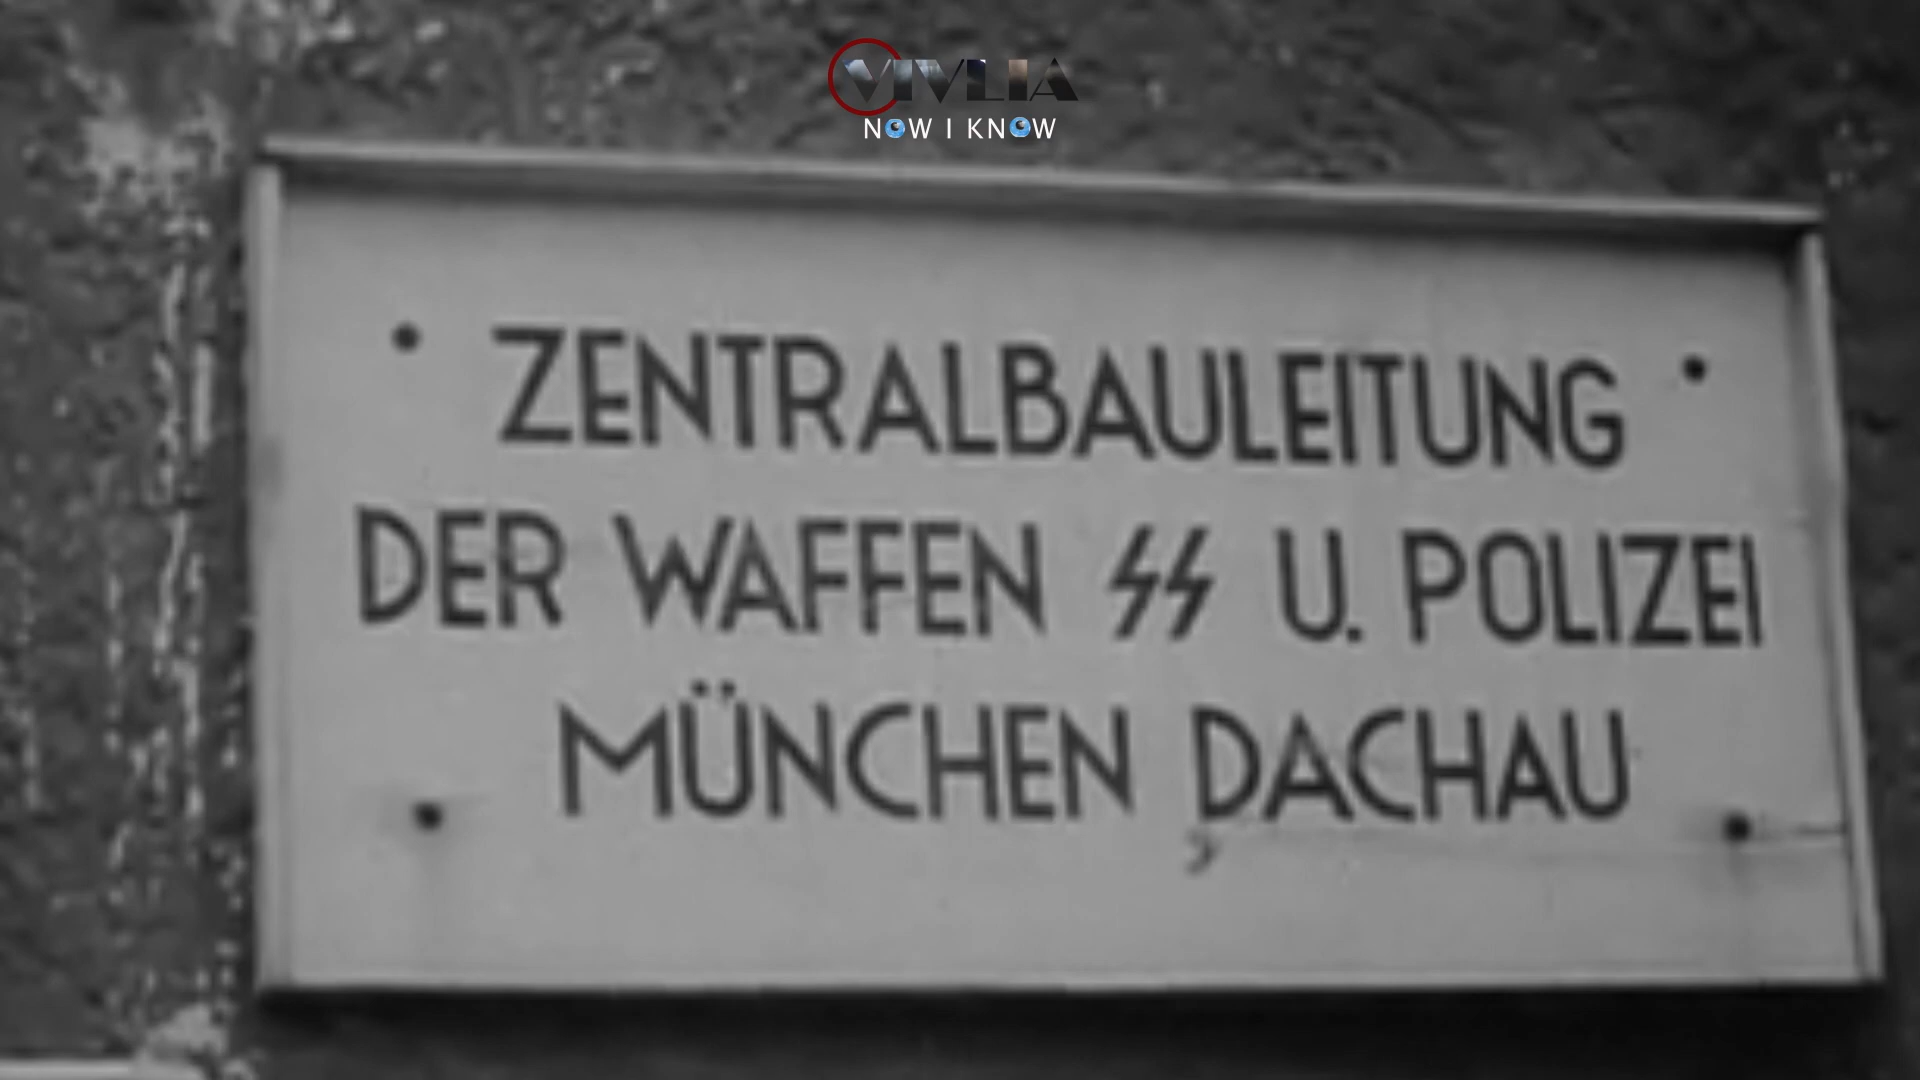 VIVLIA
NOW I KNOW
ZENTRALBAULEITUNG
DER WAFFEN ϟϟ U. POLIZEI
MÜNCHEN DACHAU